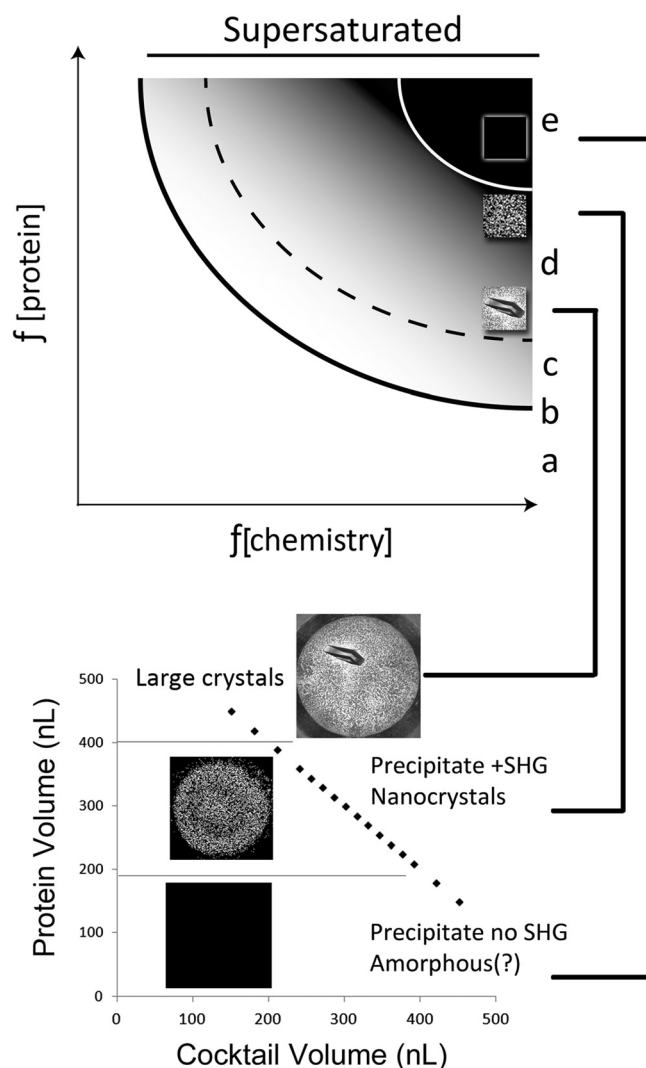 Supersaturated
e
d
c
b
a
ƒ[protein]
ƒ[chemistry]
Large crystals
Precipitate +SHG
Nanocrystals
Precipitate no SHG
Amorphous(?)
Protein Volume (nL)
500
400
300
200
100
0
0 100 200 300 400 500
Cocktail Volume (nL)